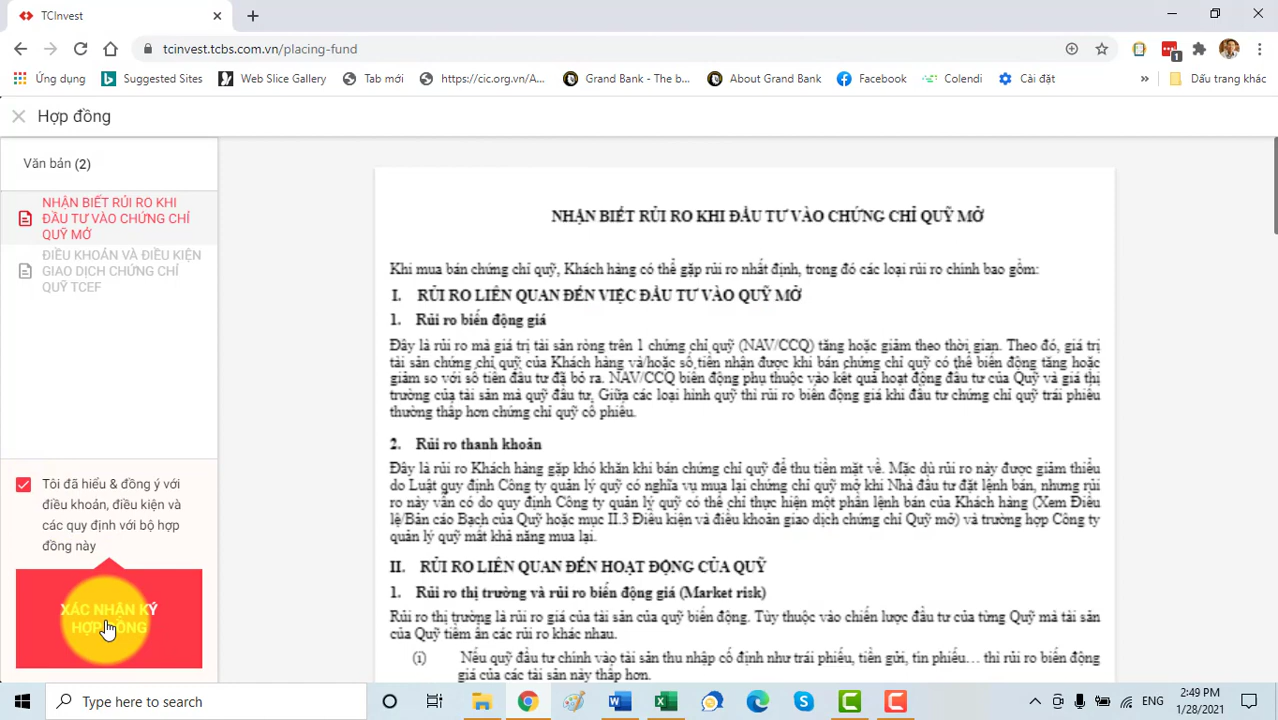 TCInvest
tcinvest.tcbs.com.vn/placing-fund
1
Ứng dụng
Suggested Sites
Web Slice Gallery
Tab mới
https://cic.org.vn/A...
Grand Bank - The b...
About Grand Bank
Facebook
Colendi
Cài đặt
»
Dấu trang khác
Hợp đồng
Văn bản (2)
NHẬN BIẾT RỦI RO KHI
ĐẦU TƯ VÀO CHỨNG CHỈ
QUỸ MỞ
ĐIỀU KHOẢN VÀ ĐIỀU KIỆN
GIAO DỊCH CHỨNG CHỈ
QUỸ TCEF
Tôi đã hiểu & đồng ý với
điều khoản, điều kiện và
các quy định với bộ hợp
đồng này
XÁC NHẬN KÝ
HỢP ĐỒNG
NHẬN BIẾT RỦI RO KHI ĐẦU TƯ VÀO CHỨNG CHỈ QUỸ MỞ
Khi mua bán chứng chỉ quỹ, Khách hàng có thể gặp rủi ro nhất định, trong đó các loại rủi ro chính bao gồm:
I. RỦI RO LIÊN QUAN ĐẾN VIỆC ĐẦU TƯ VÀO QUỸ MỞ
1. Rủi ro biến động giá
Đây là rủi ro mà giá trị tài sản ròng trên 1 chứng chỉ quỹ (NAV/CCQ) tăng hoặc giảm theo thời gian. Theo đó, giá trị
tài sản chứng chỉ quỹ của Khách hàng và/hoặc số tiền nhận được khi bán chứng chỉ quỹ có thể biến động tăng hoặc
giảm so với số tiền đầu tư đã bỏ ra. NAV/CCQ biến động phụ thuộc vào kết quả hoạt động đầu tư của Quỹ và giá thị
trường của tài sản mà quỹ đầu tư. Giữa các loại hình quỹ thì rủi ro biến động giá khi đầu tư chứng chỉ quỹ trái phiếu
thường thấp hơn chứng chỉ quỹ cổ phiếu.
2. Rủi ro thanh khoản
Đây là rủi ro Khách hàng gặp khó khăn khi bán chứng chỉ quỹ để thu tiền mặt về. Mặc dù rủi ro này được giảm thiểu
do Luật quy định Công ty quản lý quỹ có nghĩa vụ mua lại chứng chỉ quỹ mở khi Nhà đầu tư đặt lệnh bán, nhưng rủi
ro này vẫn có do quy định Công ty quản lý quỹ có thể chỉ thực hiện một phần lệnh bán của Khách hàng (Xem Điều
lệ/Bản cáo Bạch của Quỹ hoặc mục II.3 Điều kiện và điều khoản giao dịch chứng chỉ Quỹ mở) và trường hợp Công ty
quản lý quỹ mất khả năng mua lại.
II. RỦI RO LIÊN QUAN ĐẾN HOẠT ĐỘNG CỦA QUỸ
1. Rủi ro thị trường và rủi ro biến động giá (Market risk)
Rủi ro thị trường là rủi ro giá của tài sản của quỹ biến động. Tùy thuộc vào chiến lược đầu tư của từng Quỹ mà tài sản
của Quỹ tiềm ẩn các rủi ro khác nhau.
(i) Nếu quỹ đầu tư chính vào tài sản thu nhập cố định như trái phiếu, tiền gửi, tín phiếu… thì rủi ro biến động
giá của các tài sản này thấp hơn.
Type here to search
ENG
2:49 PM
1/28/2021